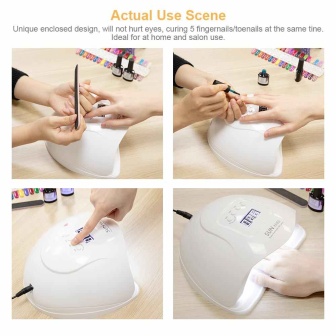 Actual Use Scene
Unique enclosed design, will not hurt eyes, curing 5 fingernails/toenails at the same tine.
Ideal for at home and salon use.
SUN